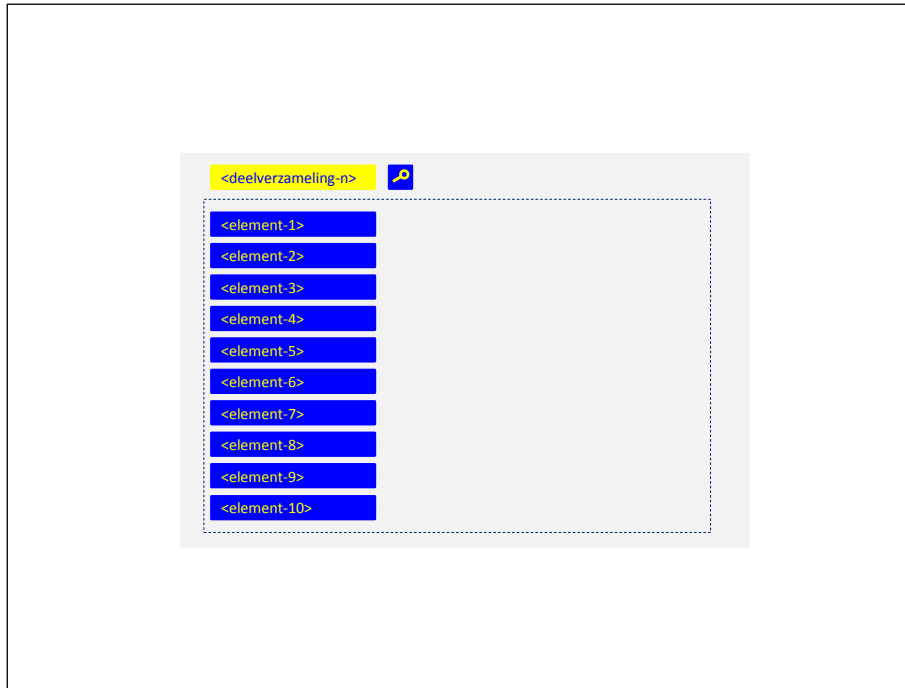 <deelverzameling-n>
<element-1>
<element-2>
<element-3>
<element-4>
<element-5>
<element-6>
<element-7>
<element-8>
<element-9>
<element-10>